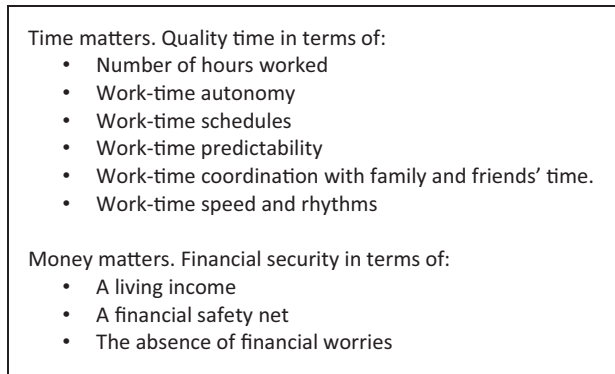 Time matters. Quality time in terms of:
• Number of hours worked
• Work-time autonomy
• Work-time schedules
• Work-time predictability
• Work-time coordination with family and friends’ time.
• Work-time speed and rhythms
Money matters. Financial security in terms of:
• A living income
• A financial safety net
• The absence of financial worries